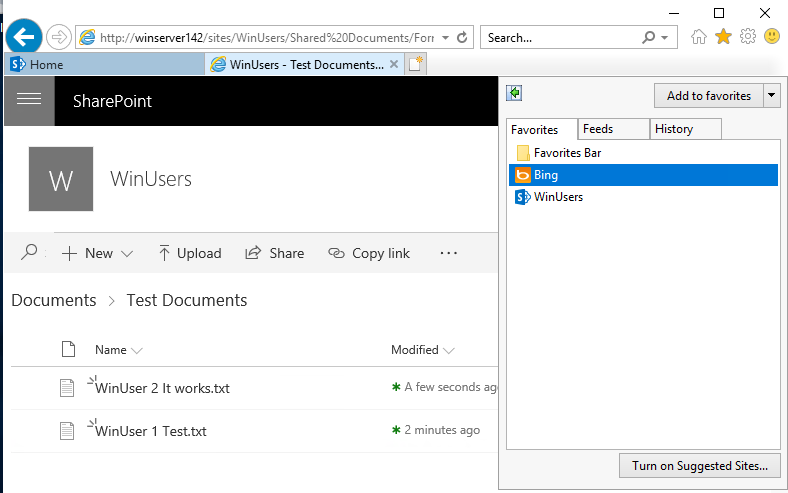 http://winserver142/sites/WinUsers/Shared%20Documents/Forr
Search...
Home
WinUsers - Test Documents...
SharePoint
Add to favorites
Favorites
Feeds
History
Favorites Bar
Bing
WinUsers
W
WinUsers
New
Upload
Share
Copy link
Documents > Test Documents
Name
Modified
WinUser 2 It works.txt
A few seconds ag
WinUser 1 Test.txt
2 minutes ago
Turn on Suggested Sites...